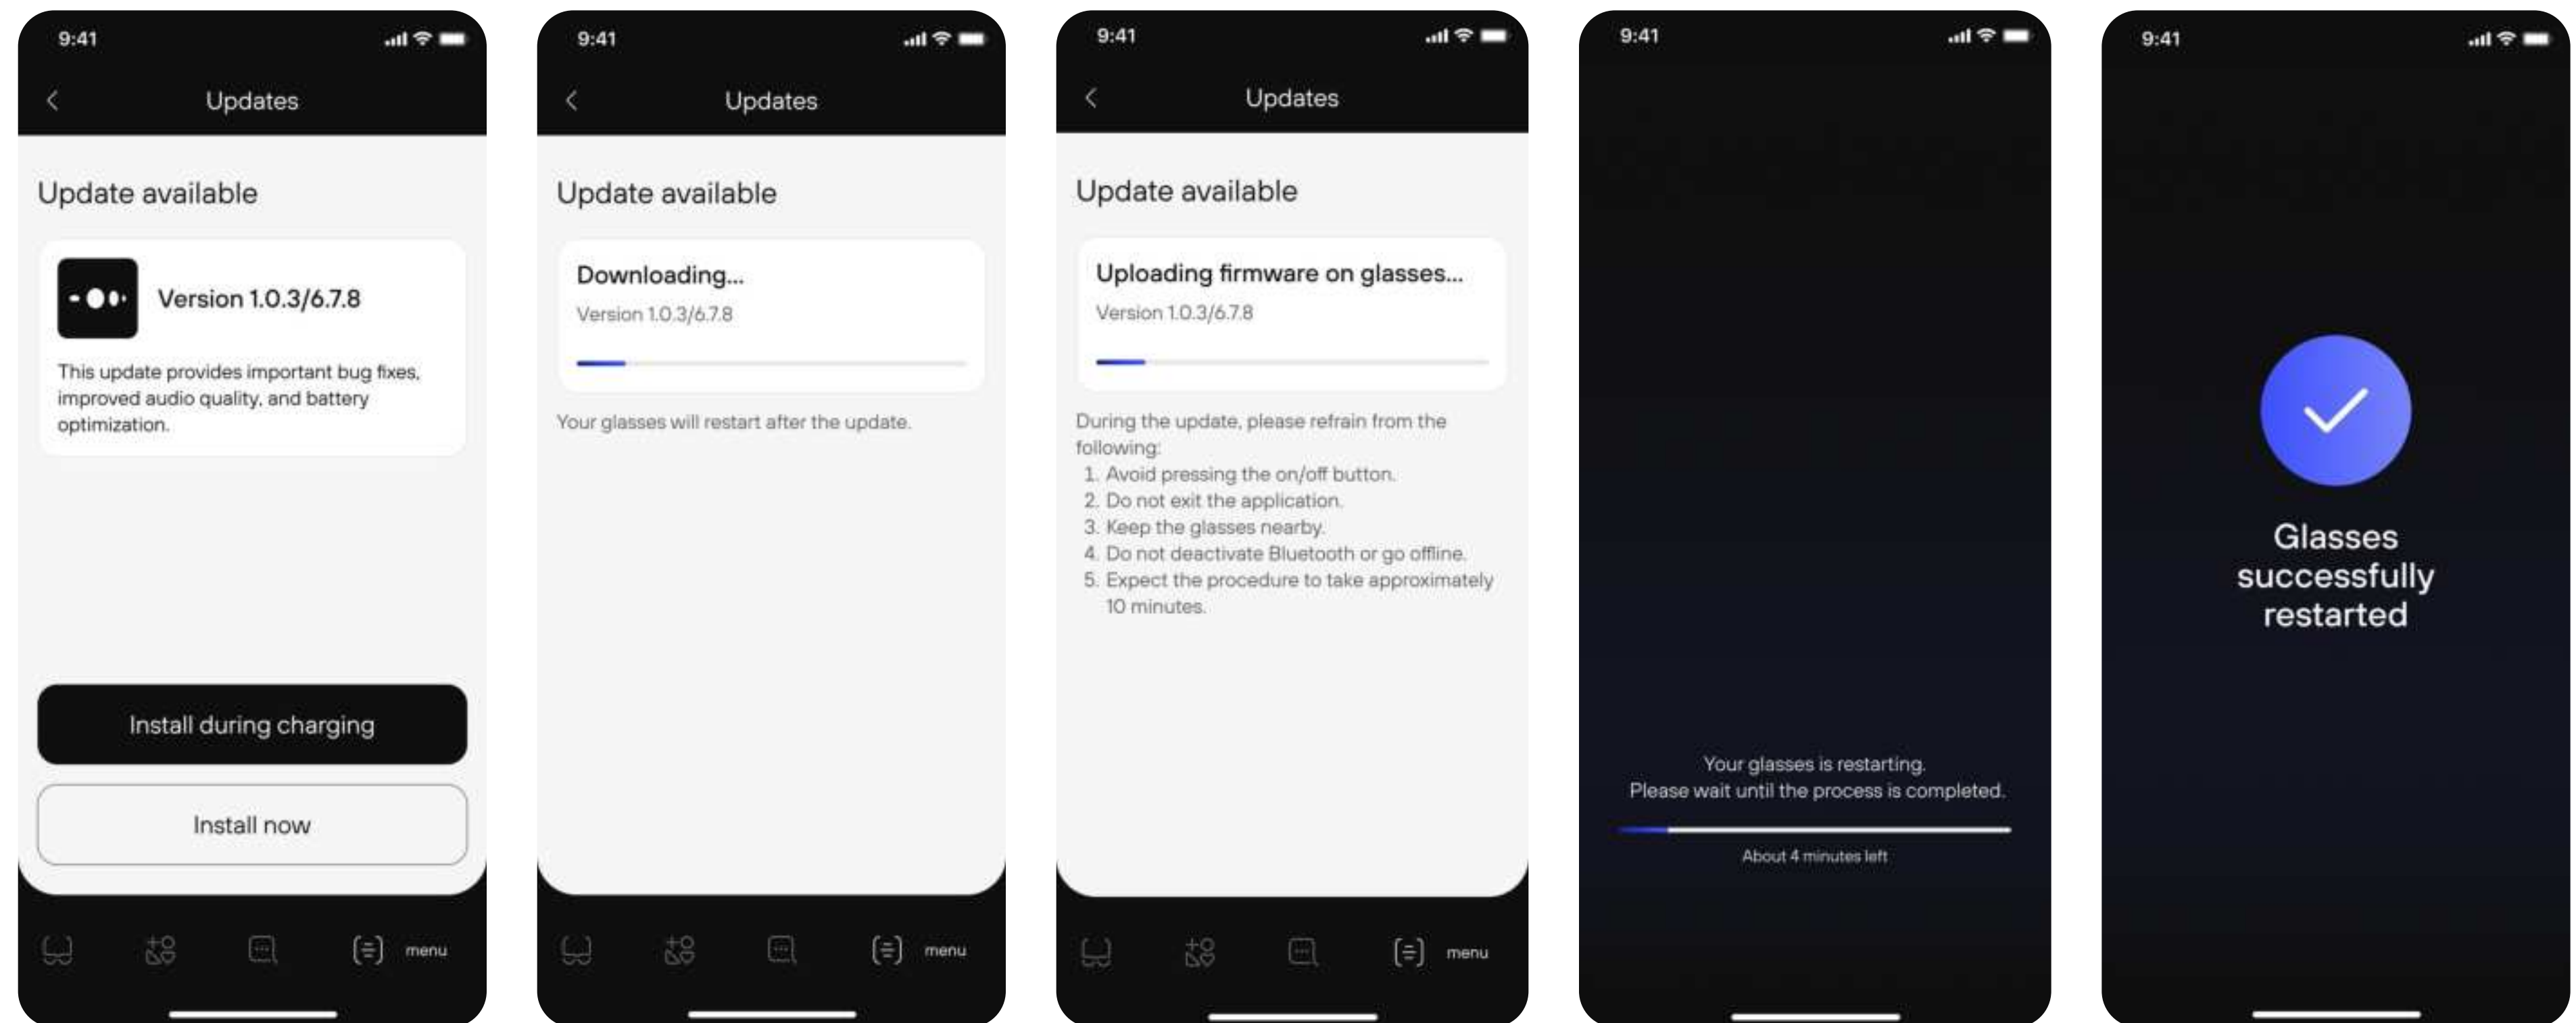 9:41
Updates
Update available
Version 1.0.3/6.7.8
This update provides important bug fixes,
improved audio quality, and battery
optimization.
Install during charging
Install now
menu
9:41
Updates
Update available
Downloading...
Version 1.0.3/6.7.8
Your glasses will restart after the update.
menu
9:41
Updates
Update available
Uploading firmware on glasses...
Version 1.0.3/6.7.8
During the update, please refrain from the
following:
1. Avoid pressing the on/off button.
2. Do not exit the application.
3. Keep the glasses nearby.
4. Do not deactivate Bluetooth or go offline.
5. Expect the procedure to take approximately
10 minutes.
menu
9:41
Your glasses is restarting.
Please wait until the process is completed.
About 4 minutes left
9:41
Glasses
successfully
restarted